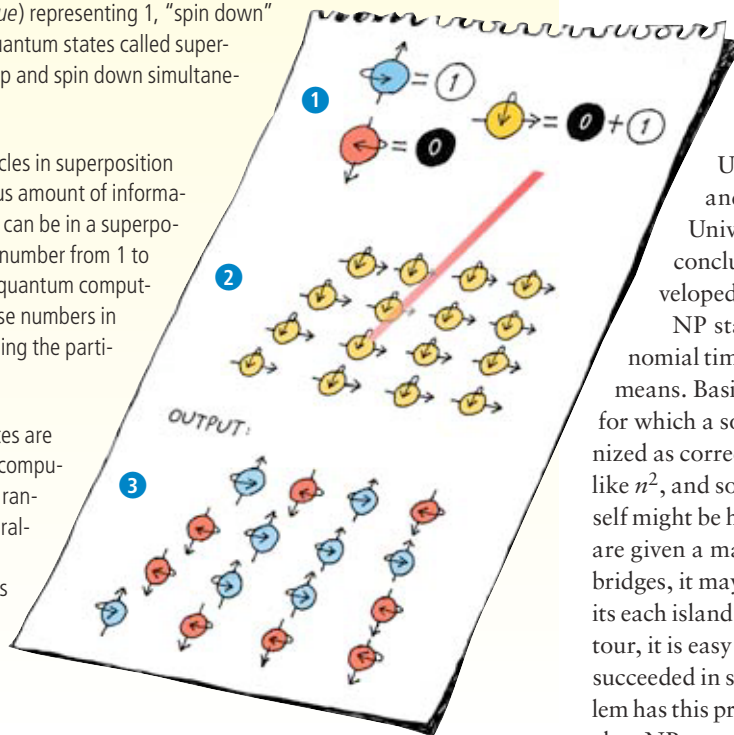 ue) representing 1, “spin down”
uantum states called super-
p and spin down simultane-
cles in superposition
us amount of informa-
can be in a superpo-
number from 1 to
quantum comput-
se numbers in
ing the parti-
tes are
compu-
ran-
ral-
s
1
= 1
= 0 + 1
= 0
2
OUTPUT:
3
U
and
Univ
conclu
veloped
NP sta
nomial tim
means. Basi
for which a so
nized as correc
like n², and so
self might be h
are given a ma
bridges, it may
its each island
tour, it is easy
succeeded in s
lem has this pr